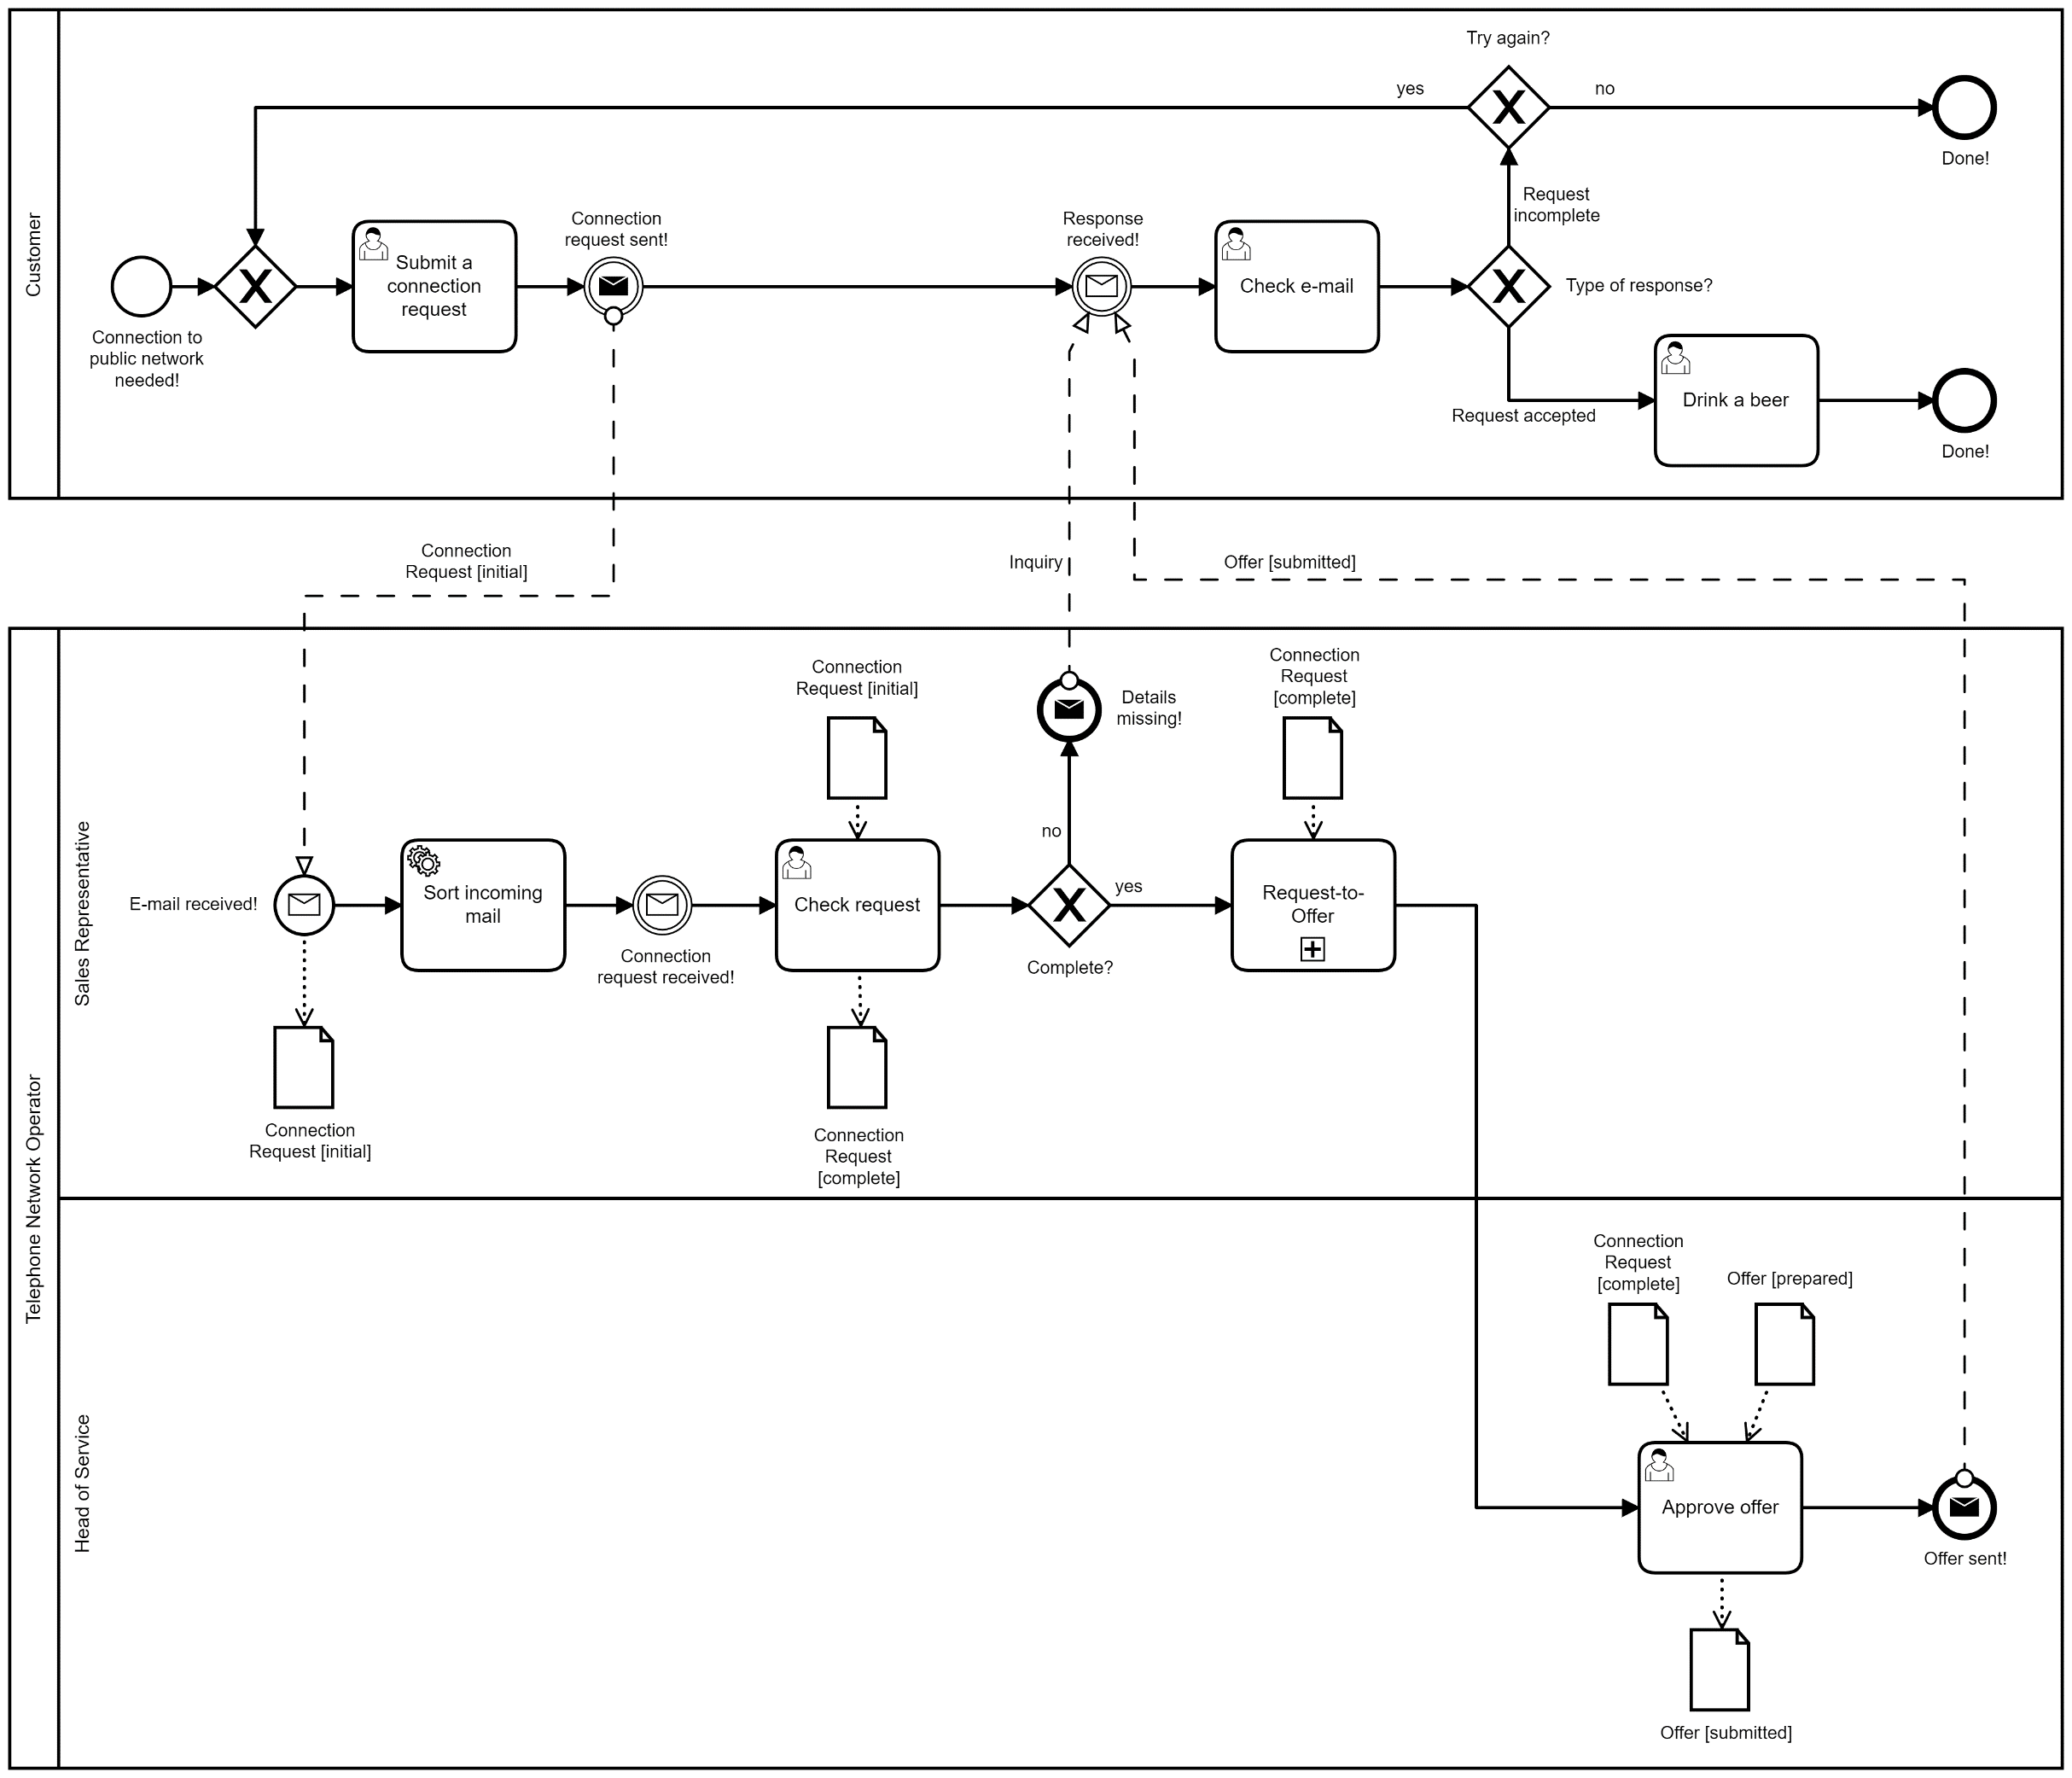 Customer
Try again?
yes
no
Done!
Request
incomplete
Connection
request sent!
Response
received!
Submit a
connection
request
Check e-mail
Type of response?
Connection to
public network
needed!
Drink a beer
Request accepted
Done!
Connection
Request [initial]
Inquiry
Offer [submitted]
Telephone Network Operator
Sales Representative
Connection
Request [initial]
Details
missing!
Connection
Request
[complete]
no
E-mail received!
Sort incoming
mail
Check request
yes
Request-to-
Offer
Connection
request received!
Complete?
Connection
Request [initial]
Connection
Request
[complete]
Head of Service
Connection
Request
[complete]
Offer [prepared]
Approve offer
Offer sent!
Offer [submitted]